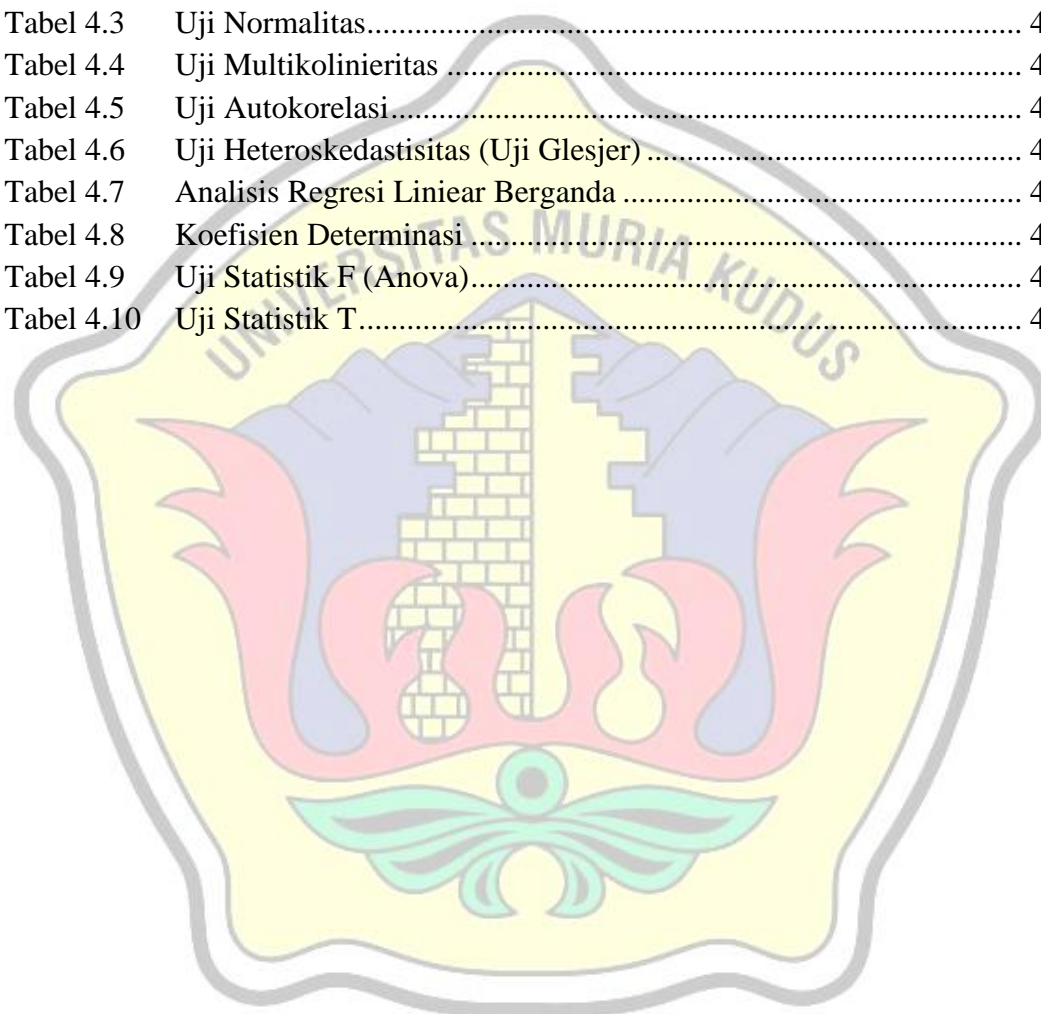 Tabel 4.3 Uji Normalitas................................................................................. 4
Tabel 4.4 Uji Multikolinieritas ....................................................................... 4
Tabel 4.5 Uji Autokorelasi.............................................................................. 4
Tabel 4.6 Uji Heteroskedastisitas (Uji Glesjer) .............................................. 4
Tabel 4.7 Analisis Regresi Liniear Berganda ................................................. 4
Tabel 4.8 Koefisien Determinasi .................................................................... 4
Tabel 4.9 Uji Statistik F (Anova).................................................................... 4
Tabel 4.10 Uji Statistik T.................................................................................. 4
UNIVERSITAS MURIA KUDUS